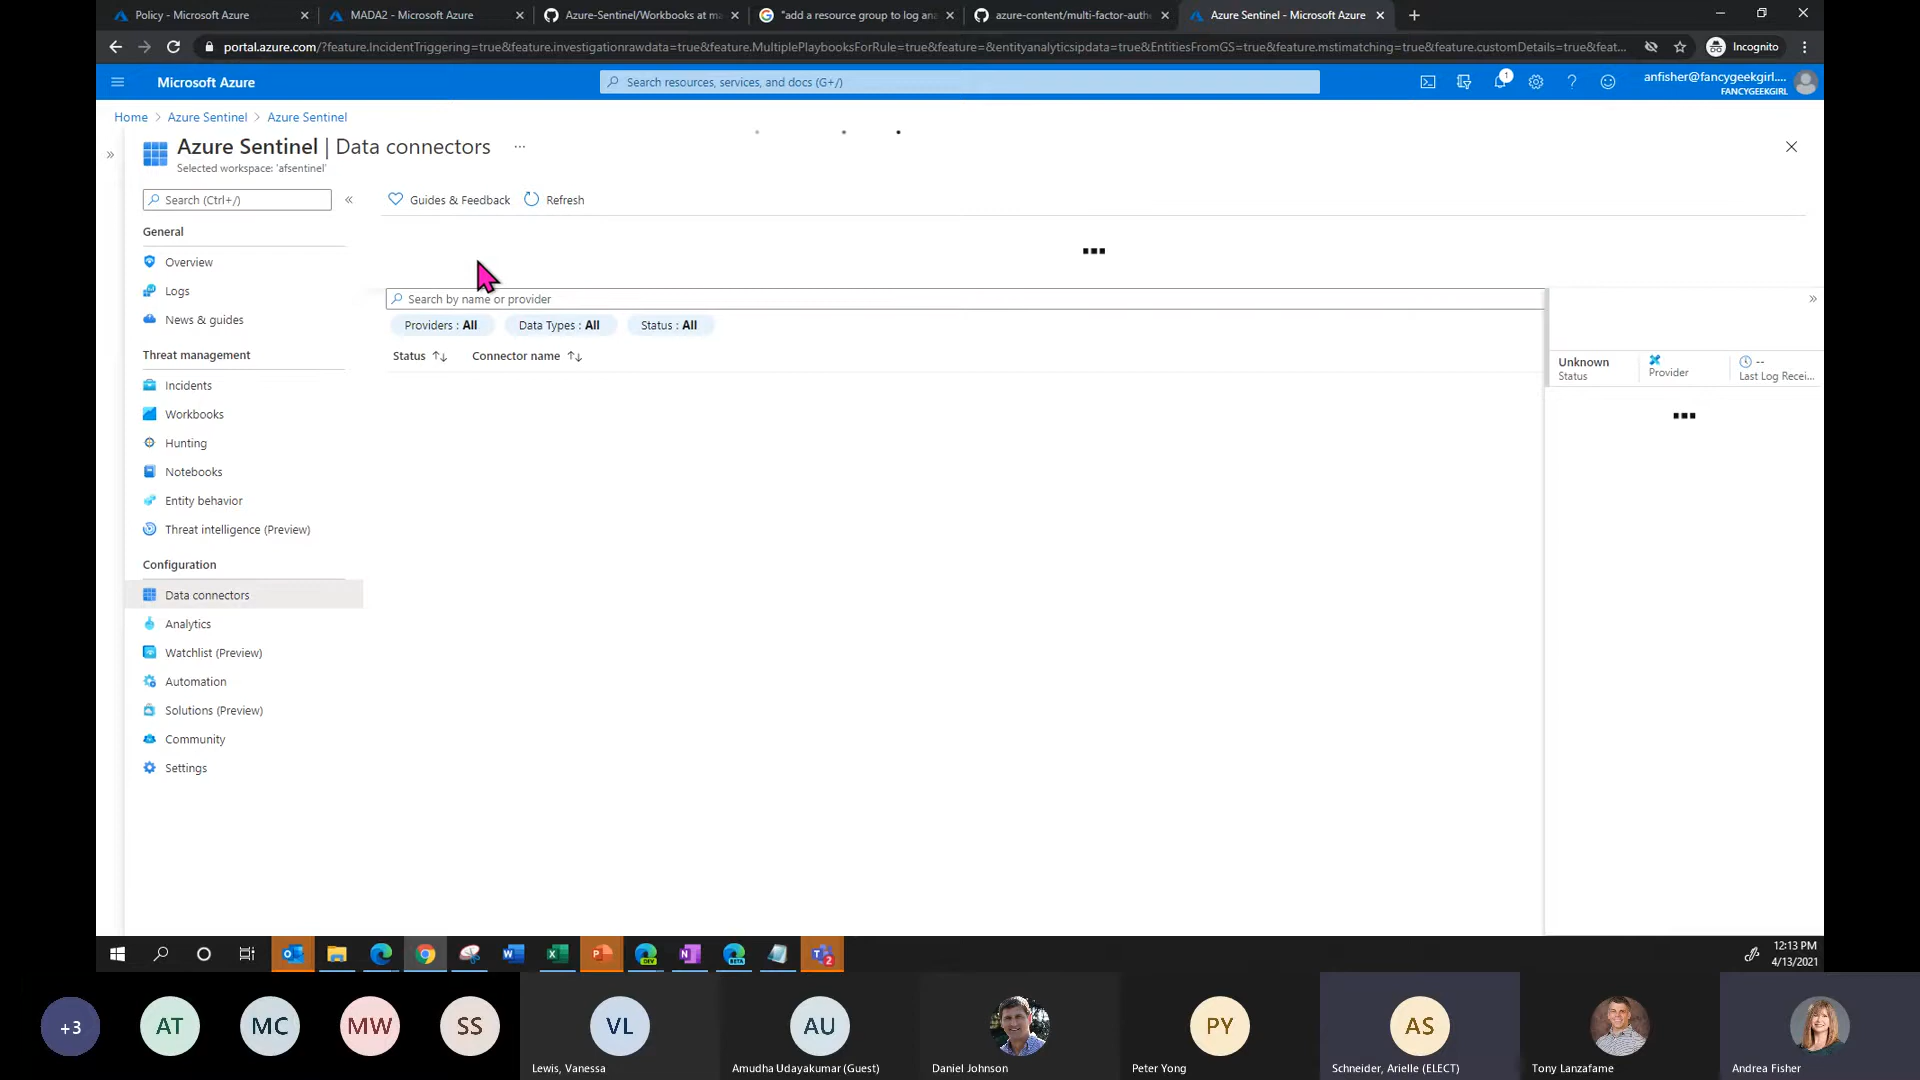 Policy - Microsoft Azure
MADA2 - Microsoft Azure
Azure-Sentinel/Workbooks at ma
"add a resource group to log ana
azure-content/multi-factor-authe
Azure Sentinel - Microsoft Azure
portal.azure.com/?feature.IncidentTriggering=true&feature.investigationrawdata=true&feature.MultiplePlaybooksForRule=true&feature=&entityanalyticsipdata=true&EntitiesFromGS=true&feature.mstimatching=true&feature.customDetails=true&feat...
Incognito
Microsoft Azure
Search resources, services, and docs (G+/)
1
anfisher@fancygeekgirl....
FANCYGEEKGIRL
Home > Azure Sentinel > Azure Sentinel
Azure Sentinel | Data connectors ...
Selected workspace: 'afsentinel'
Search (Ctrl+/)
«
Guides & Feedback
Refresh
General
Overview
Logs
News & guides
Threat management
Incidents
Workbooks
Hunting
Notebooks
Entity behavior
Threat intelligence (Preview)
Configuration
Data connectors
Analytics
Watchlist (Preview)
Automation
Solutions (Preview)
Community
Settings
Search by name or provider
Providers : All
Data Types : All
Status : All
Status ↑↓
Connector name ↑↓
Unknown
Status
Provider
--
Last Log Recei...
DEV
BETA
2
12:13 PM
4/13/2021
+3
AT
MC
MW
SS
VL
Lewis, Vanessa
AU
Amudha Udayakumar (Guest)
Daniel Johnson
PY
Peter Yong
AS
Schneider, Arielle (ELECT)
Tony Lanzafame
Andrea Fisher